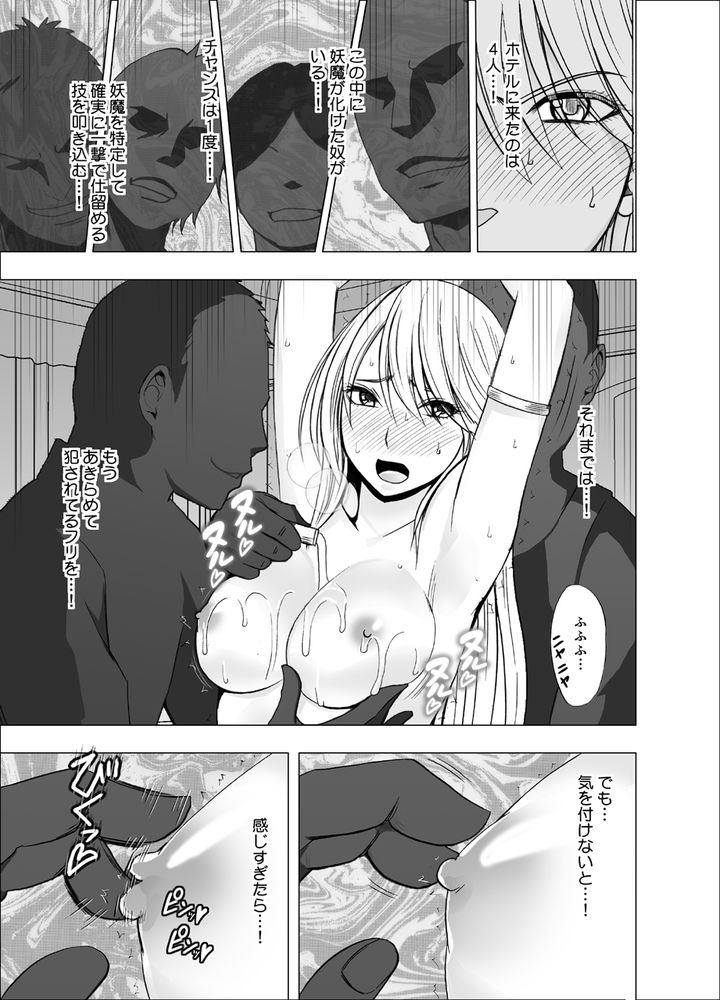 ホテルに来たのは
4人…!
この中に
妖魔が化けた奴が
いる…!
チャンスは1度…!
妖魔を特定して
確実に一撃で仕留める
技を叩き込む…!
それまでは…!
もう
あきらめて
犯されてるフリを…!
ヌル♡
ヌル♡
ヌル♡
ヌル♡
ふふふ…
ニヤニヤ
でも…
気を付けないと…!
感じすぎたら…!
びくっ♡
ピンッ♡
ピンッ♡